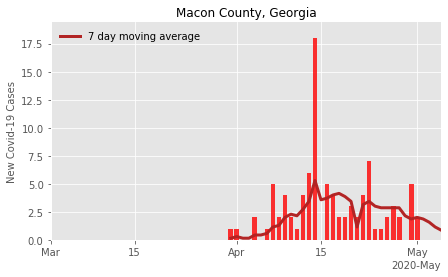 Macon County, Georgia
7 day moving average
New Covid-19 Cases
17.5
15.0
12.5
10.0
7.5
5.0
2.5
0.0
Mar
15
Apr
15
May
2020-May